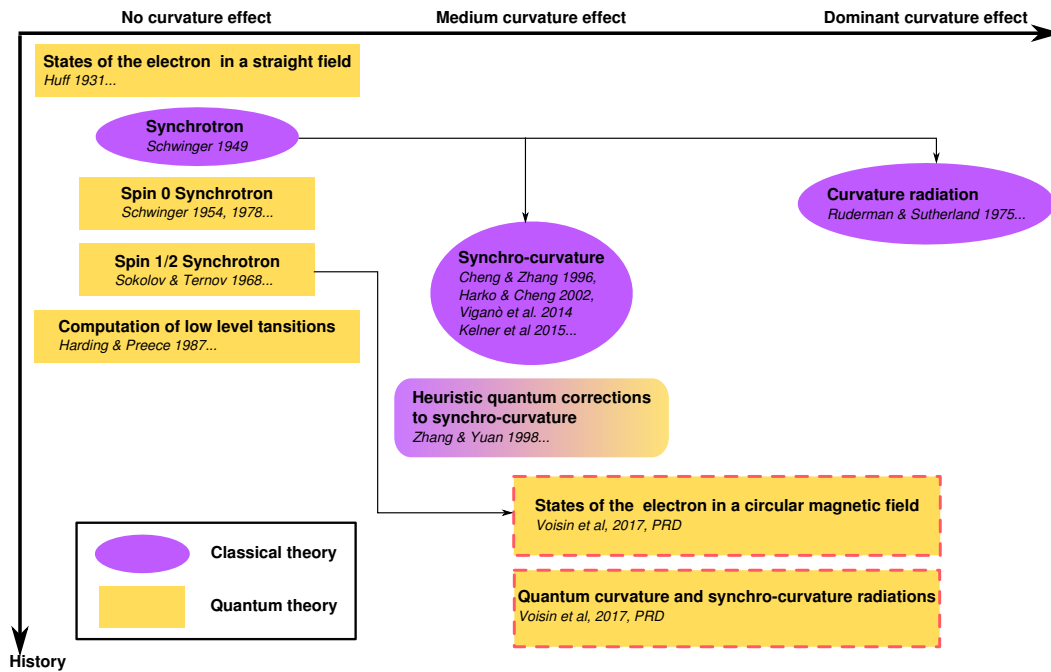 No curvature effect
Medium curvature effect
Dominant curvature effect
States of the electron in a straight field
Huff 1931...
Synchrotron
Schwinger 1949
Spin 0 Synchrotron
Schwinger 1954, 1978...
Curvature radiation
Ruderman & Sutherland 1975...
Spin 1/2 Synchrotron
Sokolov & Ternov 1968...
Synchro-curvature
Cheng & Zhang 1996,
Harko & Cheng 2002,
Viganò et al. 2014
Kelner et al 2015...
Computation of low level tansitions
Harding & Preece 1987...
Heuristic quantum corrections
to synchro-curvature
Zhang & Yuan 1998...
States of the electron in a circular magnetic field
Voisin et al, 2017, PRD
Quantum curvature and synchro-curvature radiations
Voisin et al, 2017, PRD
Classical theory
Quantum theory
History